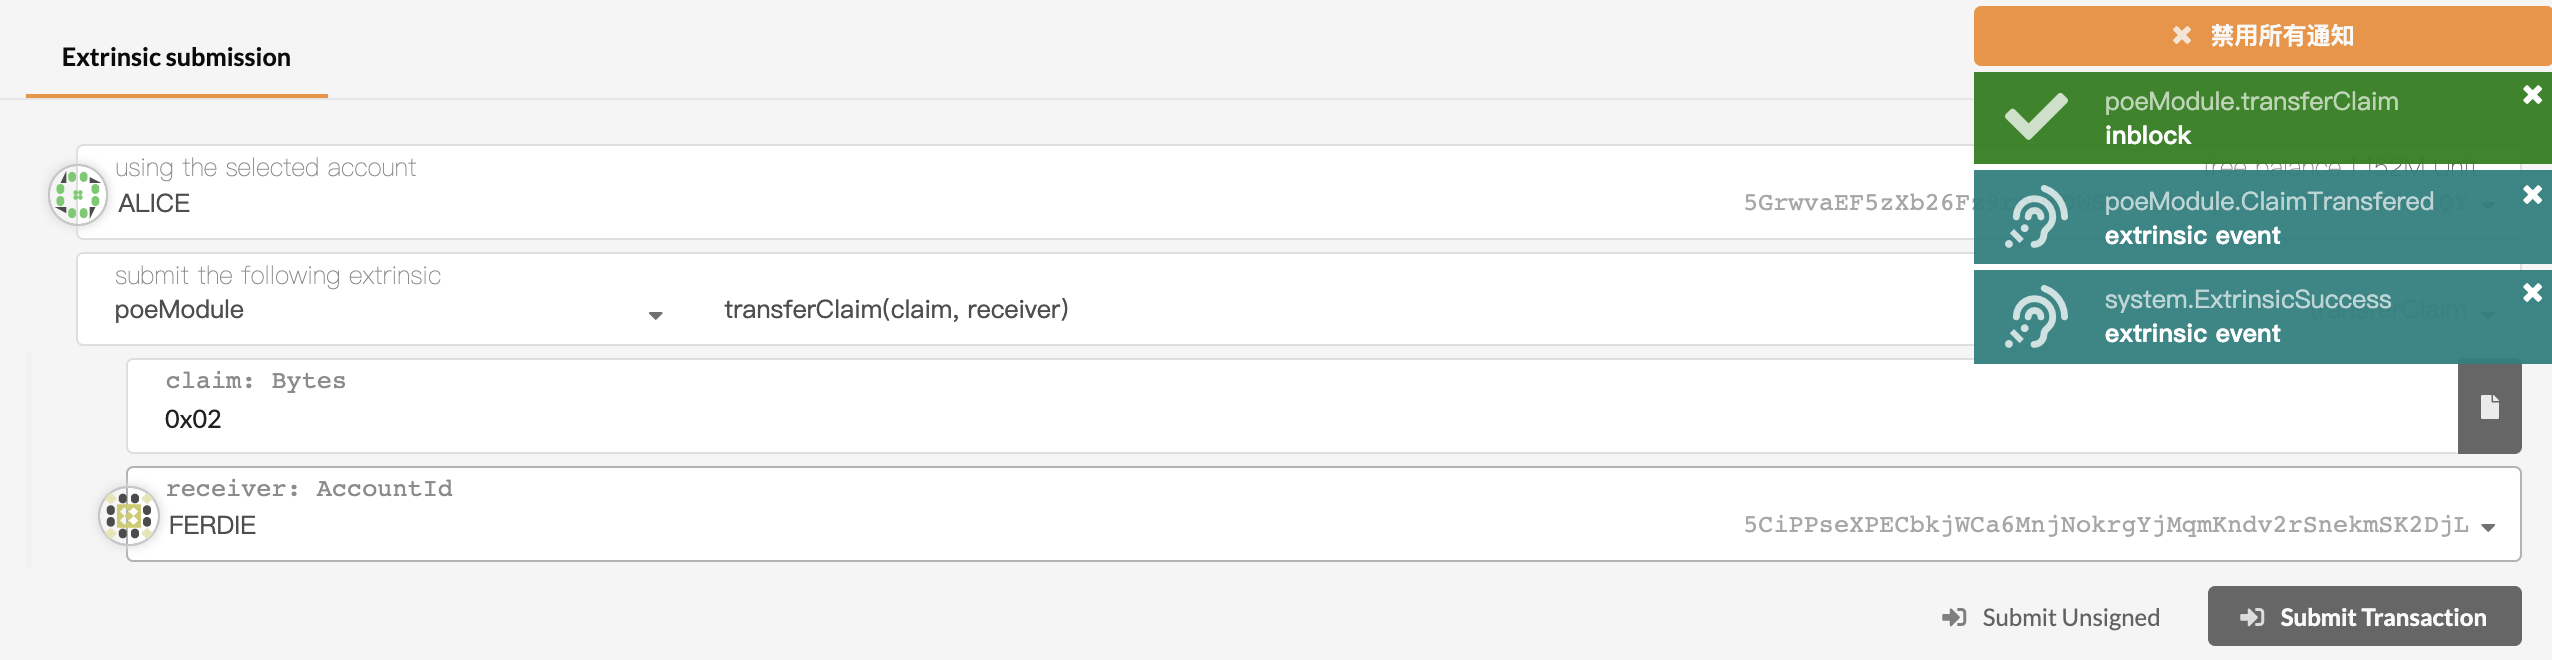 Extrinsic submission
禁用所有通知
poeModule.transferClaim
inblock
using the selected account
ALICE
5GrwvaEF5zXb26F
poeModule.ClaimTransfered
extrinsic event
submit the following extrinsic
poeModule
transferClaim(claim, receiver)
system.ExtrinsicSuccess
extrinsic event
claim: Bytes
0x02
receiver: AccountId
FERDIE
5CiPPseXPECbkjWCa6MnjNokrgYjMqmKndv2rSnekmSK2DjL
Submit Unsigned
Submit Transaction